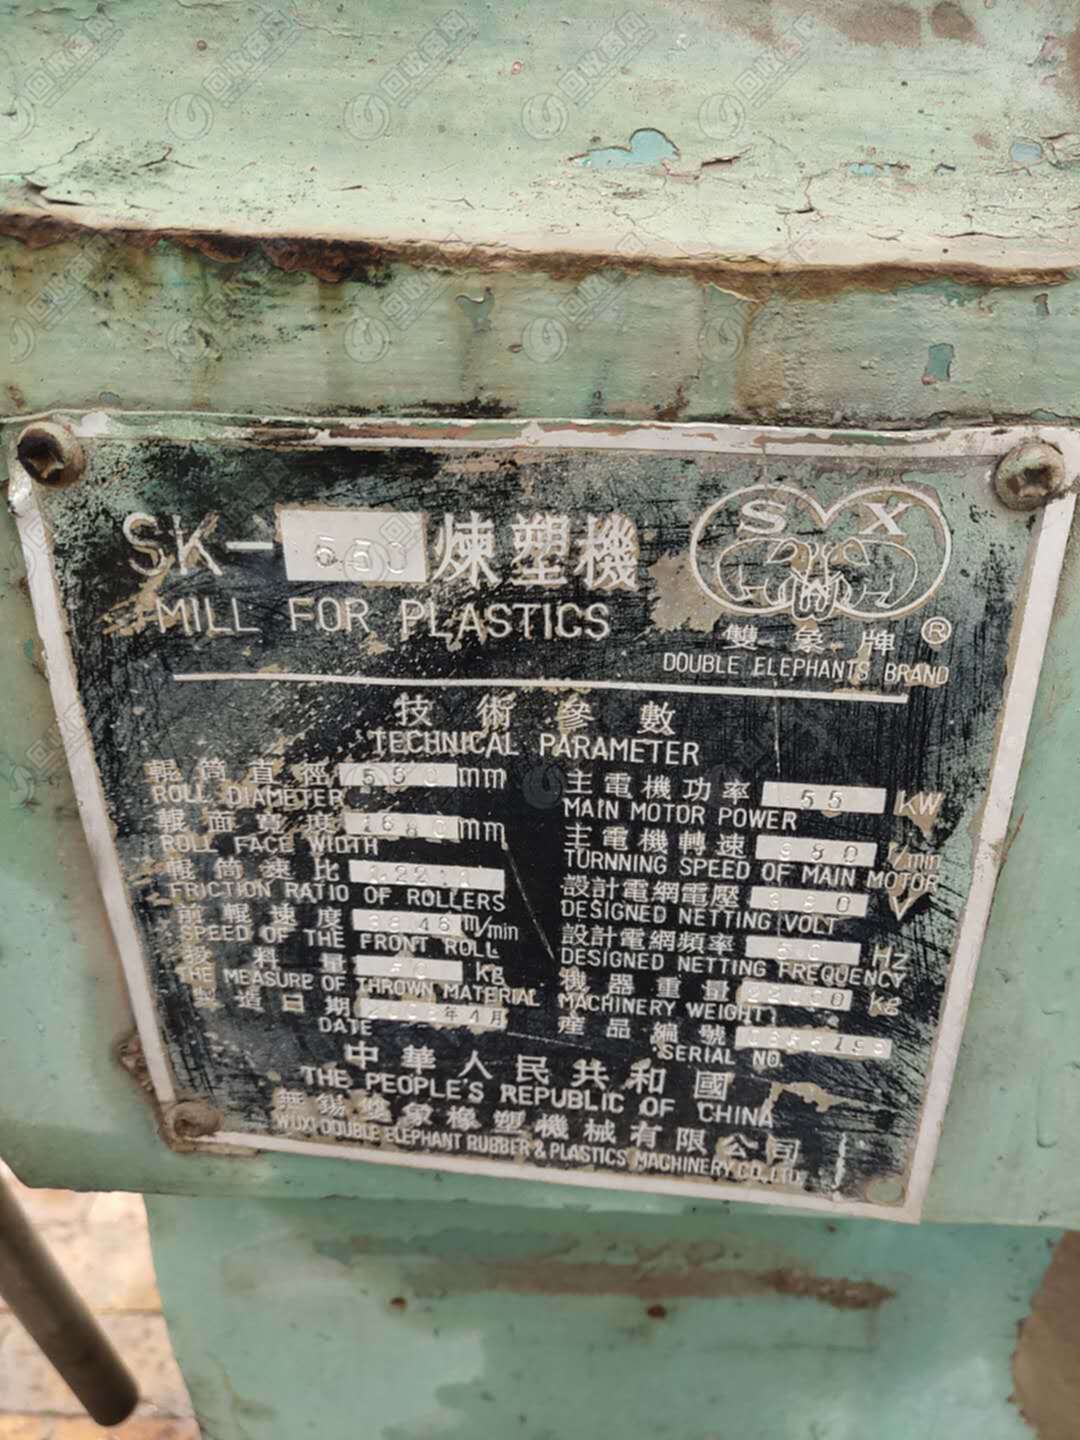 SK-550 煉塑機
MILL FOR PLASTICS
S X
雙象牌 ®
DOUBLE ELEPHANTS BRAND
技術參數
TECHNICAL PARAMETER
輥筒直徑 mm
ROLL DIAMETER
輥面寬度 mm
ROLL FACE WIDTH
輥筒速比
FRICTION RATIO OF ROLLERS
前輥速度 m/min
SPEED OF THE FRONT ROLL
投料量 kg
THE MEASURE OF THROWN MATERIAL
製造日期 年4月
DATE
主電機功率 55 KW
MAIN MOTOR POWER
主電機轉速 980 r/min
TURNNING SPEED OF MAIN MOTOR
設計電網電壓 380 V
DESIGNED NETTING VOLT
設計電網頻率 50 Hz
DESIGNED NETTING FREQUENCY
機器重量 kg
MACHINERY WEIGHT
產品編號
SERIAL NO.
中華人民共和國
THE PEOPLE'S REPUBLIC OF CHINA
無錫雙象橡塑機械有限公司
WUXI DOUBLE ELEPHANT RUBBER & PLASTICS MACHINERY CO., LTD.